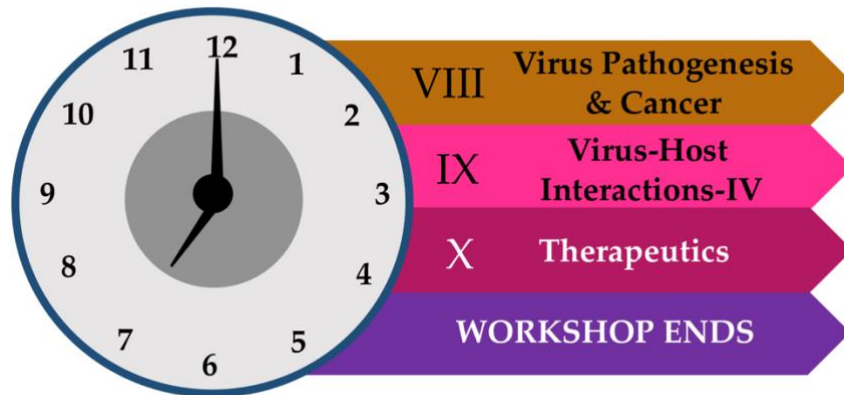 12
1
2
3
4
5
6
7
8
9
10
11
VIII
Virus Pathogenesis
& Cancer
IX
Virus-Host
Interactions-IV
X
Therapeutics
WORKSHOP ENDS